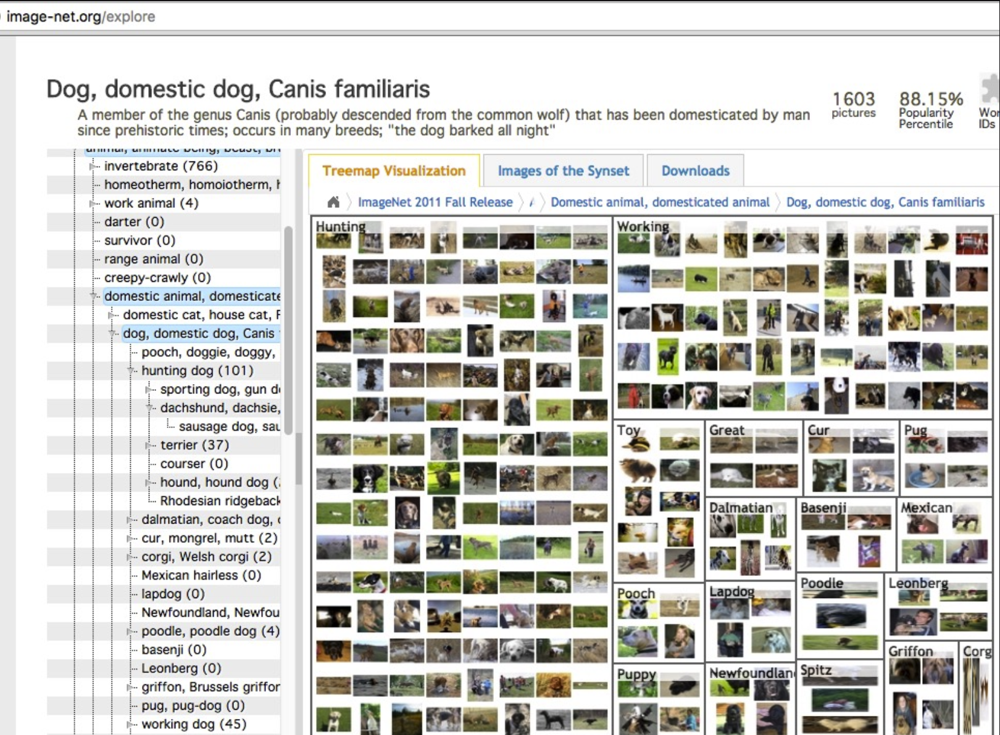 image-net.org/explore
Dog, domestic dog, Canis familiaris
A member of the genus Canis (probably descended from the common wolf) that has been domesticated by man
since prehistoric times; occurs in many breeds; "the dog barked all night"
1603
pictures
88.15%
Popularity
Percentile
IDs
animal, animate being, beast,
invertebrate (766)
homeotherm, homoiotherm,
work animal (4)
darter (0)
survivor (0)
range animal (0)
creepy-crawly (0)
domestic animal, domesticate
domestic cat, house cat, F
dog, domestic dog, Canis
pooch, doggie, doggy,
hunting dog (101)
sporting dog, gun d
dachshund, dachsie,
sausage dog, sau
terrier (37)
courser (0)
hound, hound dog (
Rhodesian ridgeback
dalmatian, coach dog,
cur, mongrel, mutt (2)
corgi, Welsh corgi (2)
Mexican hairless (0)
lapdog (0)
Newfoundland, Newfou
poodle, poodle dog (4)
basenji (0)
Leonberg (0)
griffon, Brussels griffon
pug, pug-dog (0)
working dog (45)
Treemap Visualization
Images of the Synset
Downloads
ImageNet 2011 Fall Release
Domestic animal, domesticated animal
Dog, domestic dog, Canis familiaris
Hunting
Working
Toy
Great
Cur
Pug
Dalmatian
Basenji
Mexican
Pooch
Lapdog
Poodle
Leonberg
Griffon
Corg
Puppy
Newfoundlan
Spitz